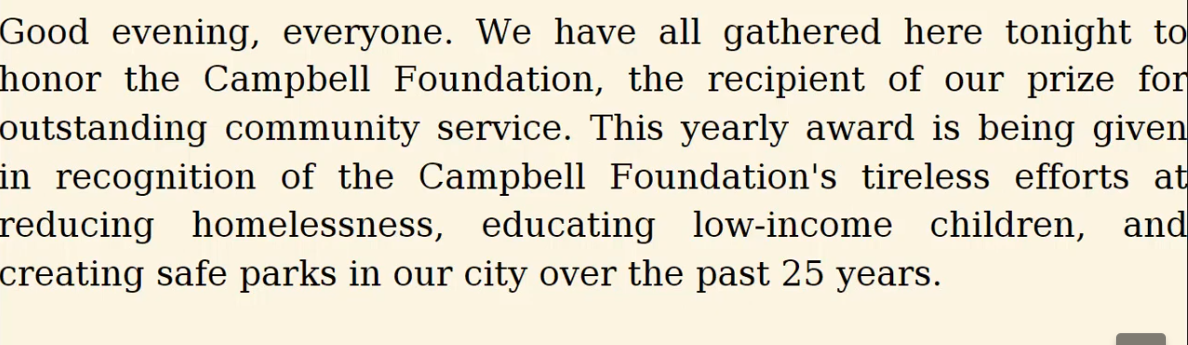 Good evening, everyone. We have all gathered here tonight to
honor the Campbell Foundation, the recipient of our prize for
outstanding community service. This yearly award is being given
in recognition of the Campbell Foundation's tireless efforts at
reducing homelessness, educating low-income children, and
creating safe parks in our city over the past 25 years.